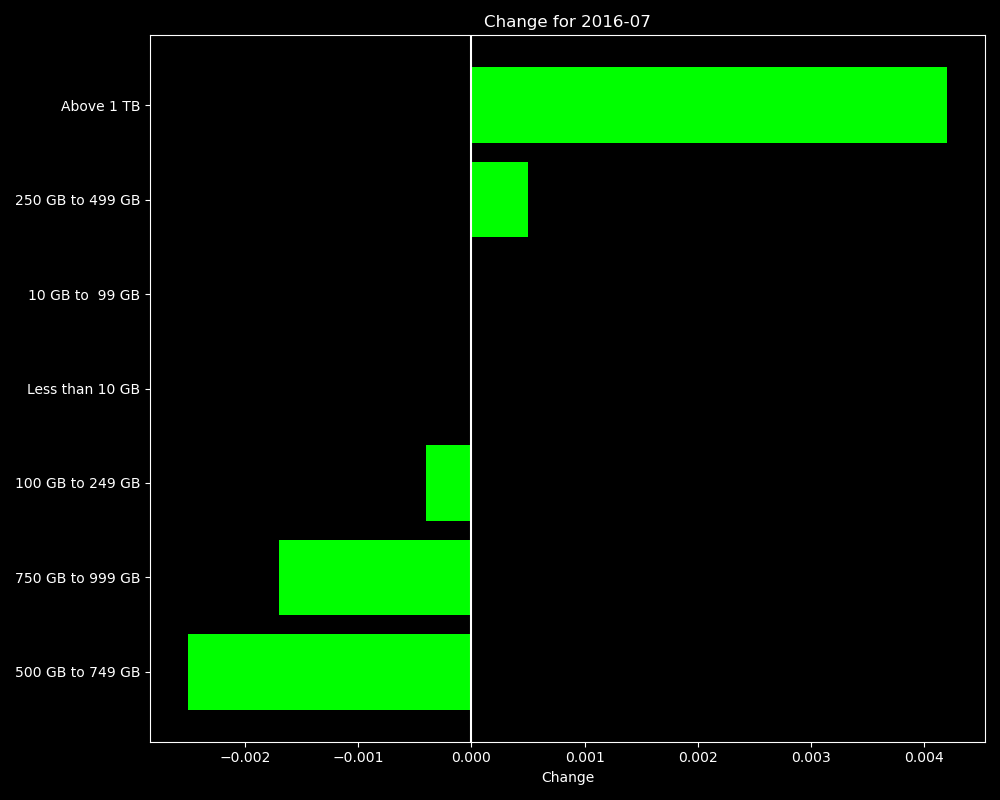 Change for 2016-07
Above 1 TB
250 GB to 499 GB
10 GB to  99 GB
Less than 10 GB
100 GB to 249 GB
750 GB to 999 GB
500 GB to 749 GB
−0.002 −0.001 0.000 0.001 0.002 0.003 0.004
Change